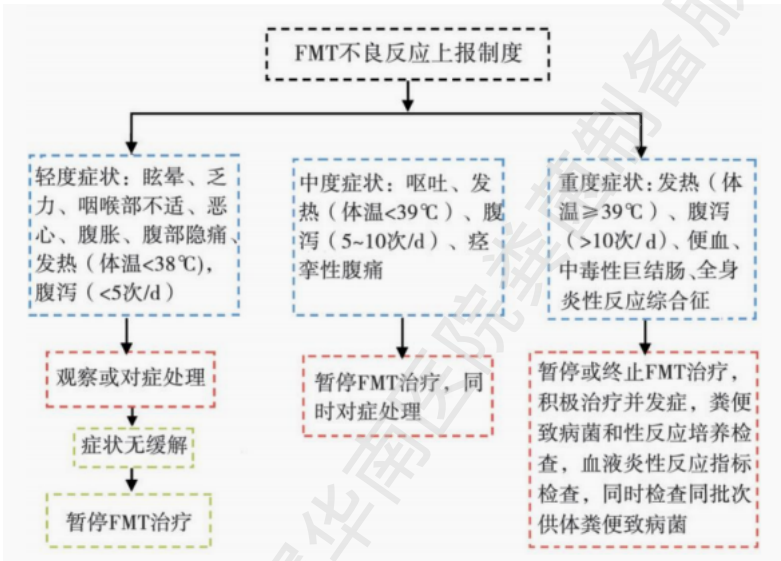 FMT不良反应上报制度
轻度症状：眩晕、乏
力、咽喉部不适、恶
心、腹胀、腹部隐痛、
发热（体温<38℃），
腹泻（<5次/d）
中度症状：呕吐、发
热（体温<39℃）、腹
泻（5~10次/d）、痉
挛性腹痛
重度症状：发热（体
温≥39℃）、腹泻
（>10次/ d）、便血、
中毒性巨结肠、全身
炎性反应综合征
观察或对症处理
症状无缓解
暂停FMT治疗
暂停FMT治疗，同
时对症处理
暂停或终止FMT治疗，
积极治疗并发症，粪便
致病菌和性反应培养检
查，血液炎性反应指标
检查，同时检查同批次
供体粪便致病菌
华南医院粪菌制备